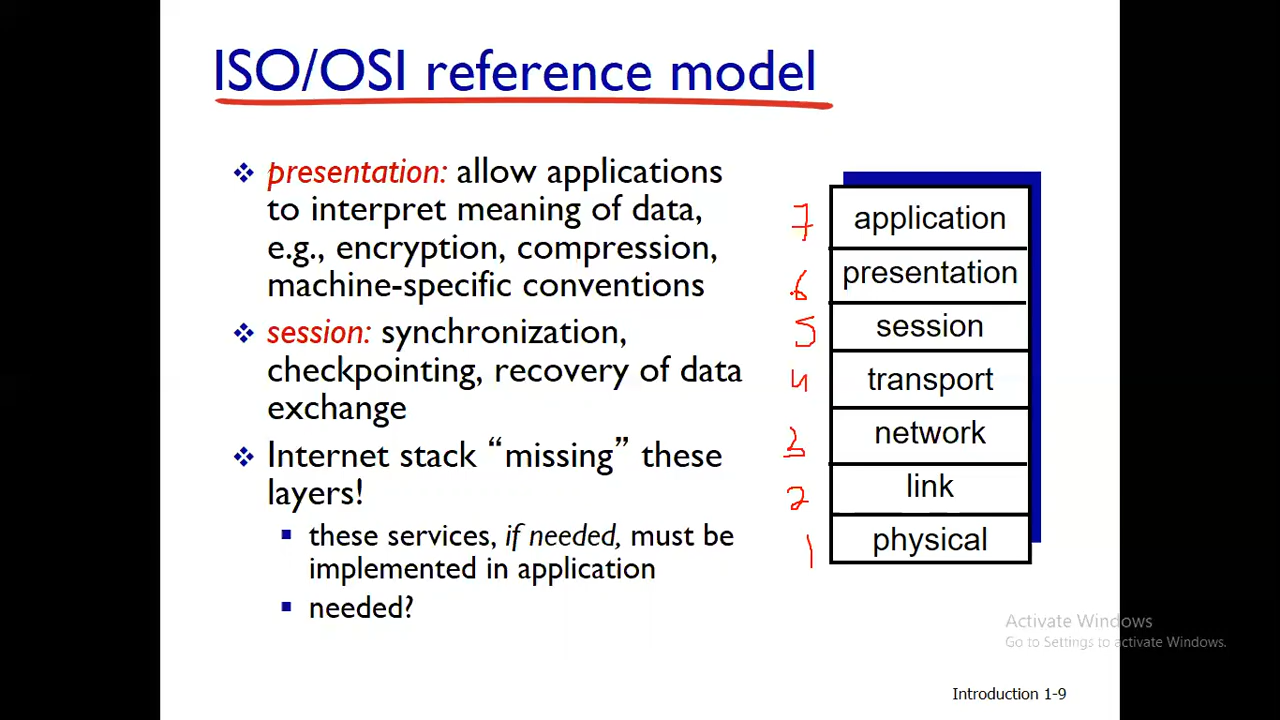 ISO/OSI reference model
❖ presentation: allow applications
to interpret meaning of data,
e.g., encryption, compression,
machine-specific conventions
❖ session: synchronization,
checkpointing, recovery of data
exchange
❖ Internet stack “missing” these
layers!
▪ these services, if needed, must be
implemented in application
▪ needed?
7 application
6 presentation
5 session
4 transport
3 network
2 link
1 physical
Activate Windows
Go to Settings to activate Windows.
Introduction 1-9